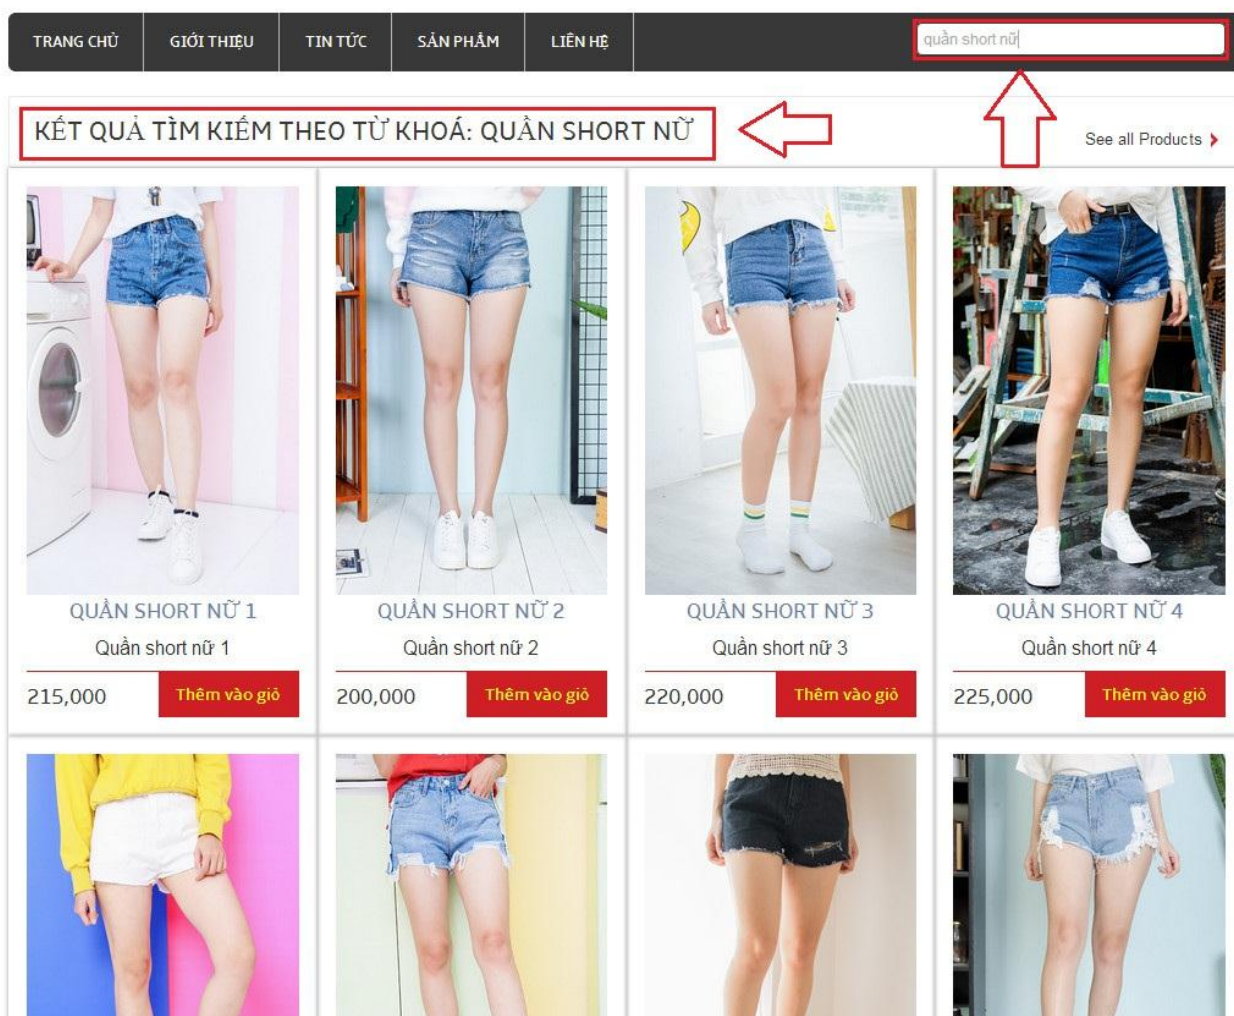 TRANG CHỦ GIỚI THIỆU TIN TỨC SẢN PHẨM LIÊN HỆ quần short nữ
KẾT QUẢ TÌM KIẾM THEO TỪ KHOÁ: QUẦN SHORT NỮ
See all Products
QUẦN SHORT NỮ 1 QUẦN SHORT NỮ 2 QUẦN SHORT NỮ 3 QUẦN SHORT NỮ 4
Quần short nữ 1 Quần short nữ 2 Quần short nữ 3 Quần short nữ 4
215,000 Thêm vào giỏ 200,000 Thêm vào giỏ 220,000 Thêm vào giỏ 225,000 Thêm vào giỏ